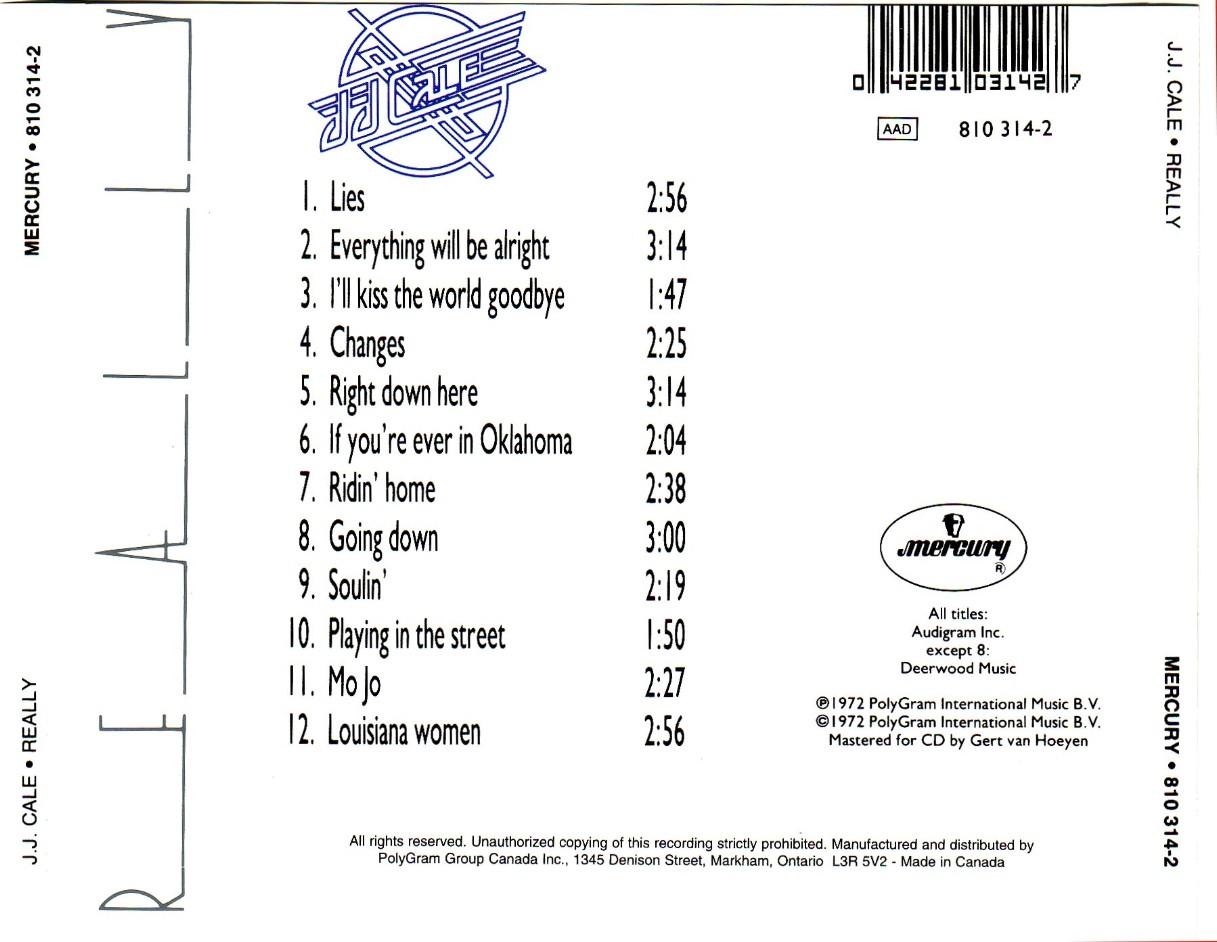 MERCURY • 810 314-2
J.J. CALE • REALLY
REALLY
JJ CALE
0 42281 03142 7
AAD 810 314-2
1. Lies 2:56
2. Everything will be alright 3:14
3. I'll kiss the world goodbye 1:47
4. Changes 2:25
5. Right down here 3:14
6. If you're ever in Oklahoma 2:04
7. Ridin' home 2:38
8. Going down 3:00
9. Soulin' 2:19
10. Playing in the street 1:50
11. Mo Jo 2:27
12. Louisiana women 2:56
mercury
®
All titles:
Audigram Inc.
except 8:
Deerwood Music
℗1972 PolyGram International Music B.V.
©1972 PolyGram International Music B.V.
Mastered for CD by Gert van Hoeyen
All rights reserved. Unauthorized copying of this recording strictly prohibited. Manufactured and distributed by
PolyGram Group Canada Inc., 1345 Denison Street, Markham, Ontario L3R 5V2 - Made in Canada
J.J. CALE • REALLY
MERCURY • 810 314-2